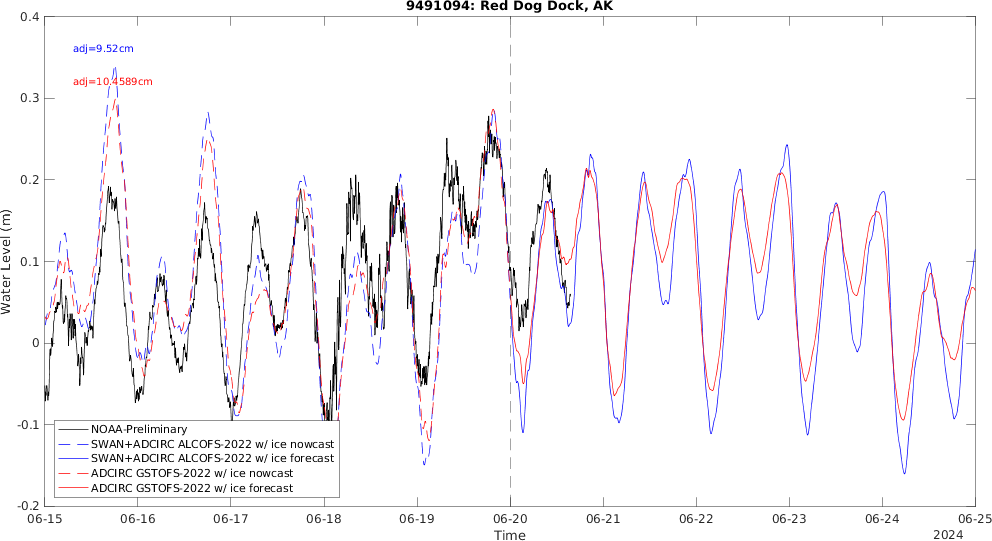 9491094: Red Dog Dock, AK
0.4
adj=9.52cm
adj=10.4589cm
0.3
0.2
0.1
0
-0.1
-0.2
Water Level (m)
NOAA-Preliminary
SWAN+ADCIRC ALCOFS-2022 w/ ice nowcast
SWAN+ADCIRC ALCOFS-2022 w/ ice forecast
ADCIRC GSTOFS-2022 w/ ice nowcast
ADCIRC GSTOFS-2022 w/ ice forecast
06-15 06-16 06-17 06-18 06-19 06-20 06-21 06-22 06-23 06-24 06-25
Time
2024